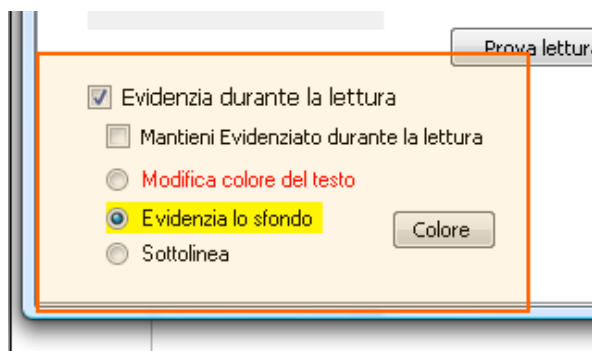 Prova lettura
Evidenzia durante la lettura
Mantieni Evidenziato durante la lettura
Modifica colore del testo
Evidenzia lo sfondo
Colore
Sottolinea